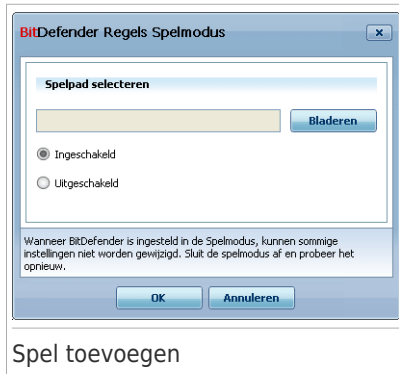 BitDefender Regels Spelmodus
Spelpad selecteren
Bladeren
Ingeschakeld
Uitgeschakeld
Wanneer BitDefender is ingesteld in de Spelmodus, kunnen sommige
instellingen niet worden gewijzigd. Sluit de spelmodus af en probeer het
opnieuw.
OK Annuleren
Spel toevoegen